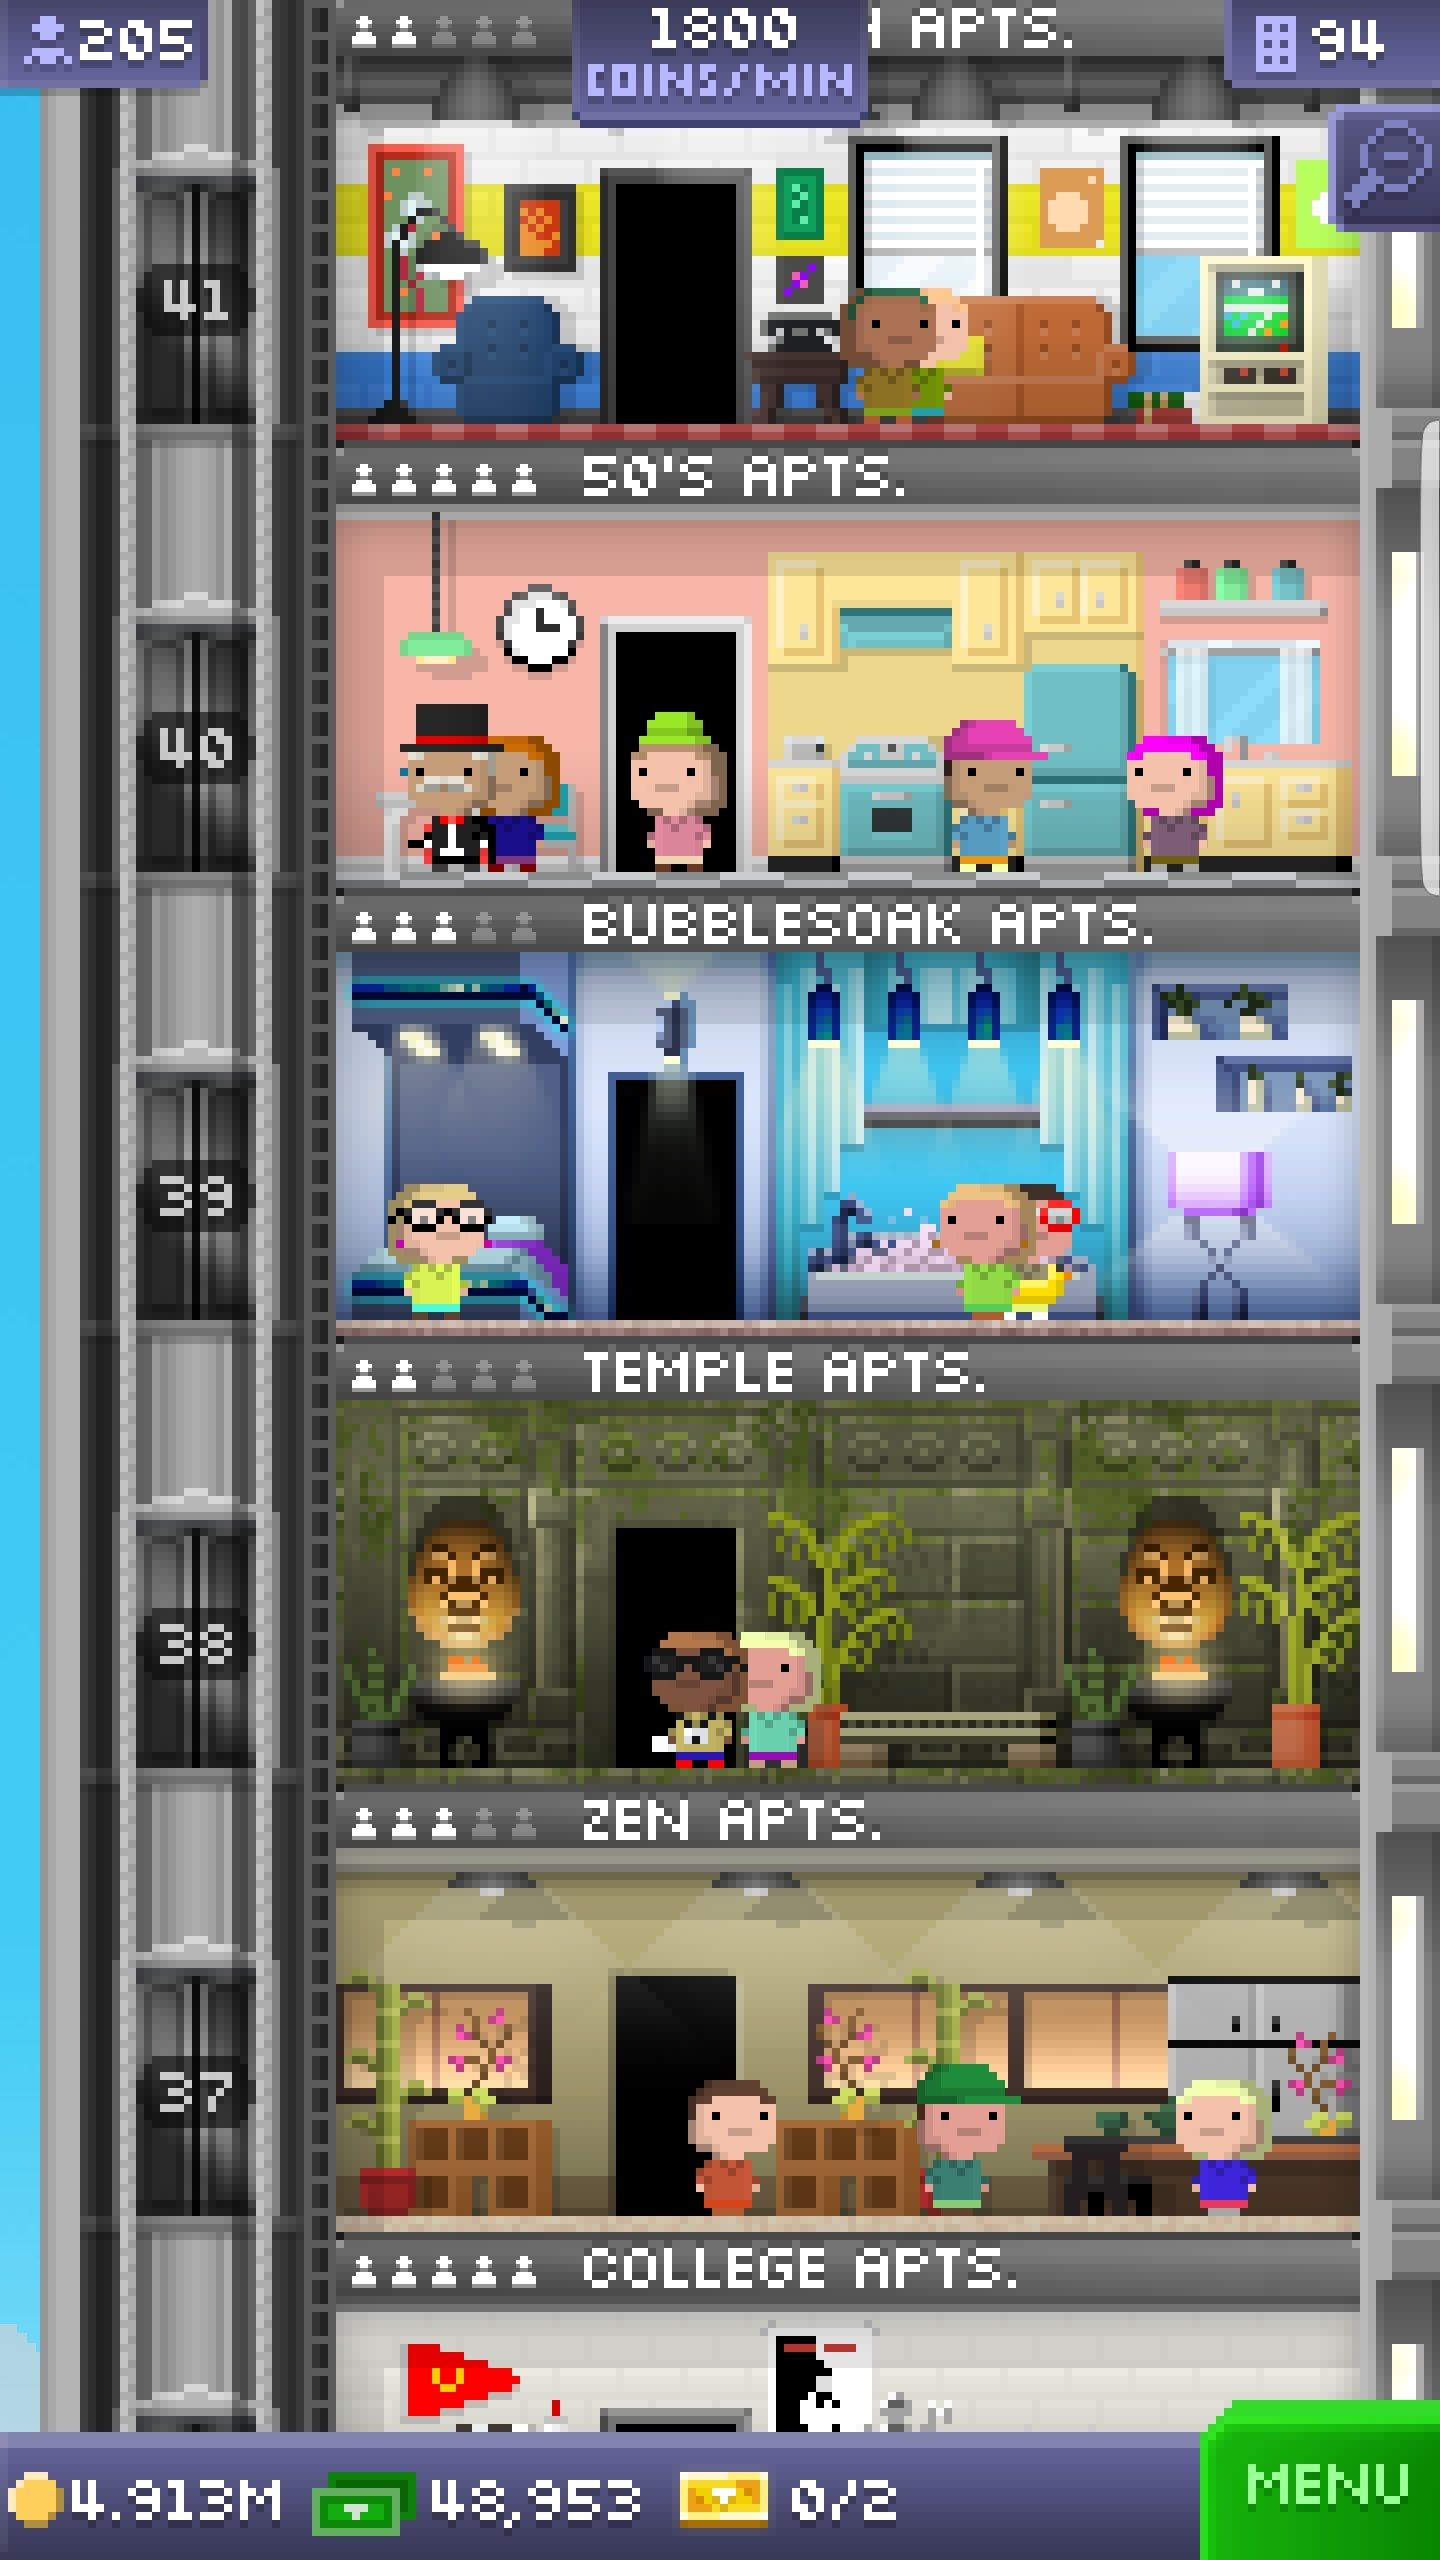 205
1800
COINS/MIN
APTS.
94
41
50'S APTS.
40
BUBBLESOAK APTS.
39
TEMPLE APTS.
38
ZEN APTS.
37
COLLEGE APTS.
U
4.913M
48,953
0/2
MENU